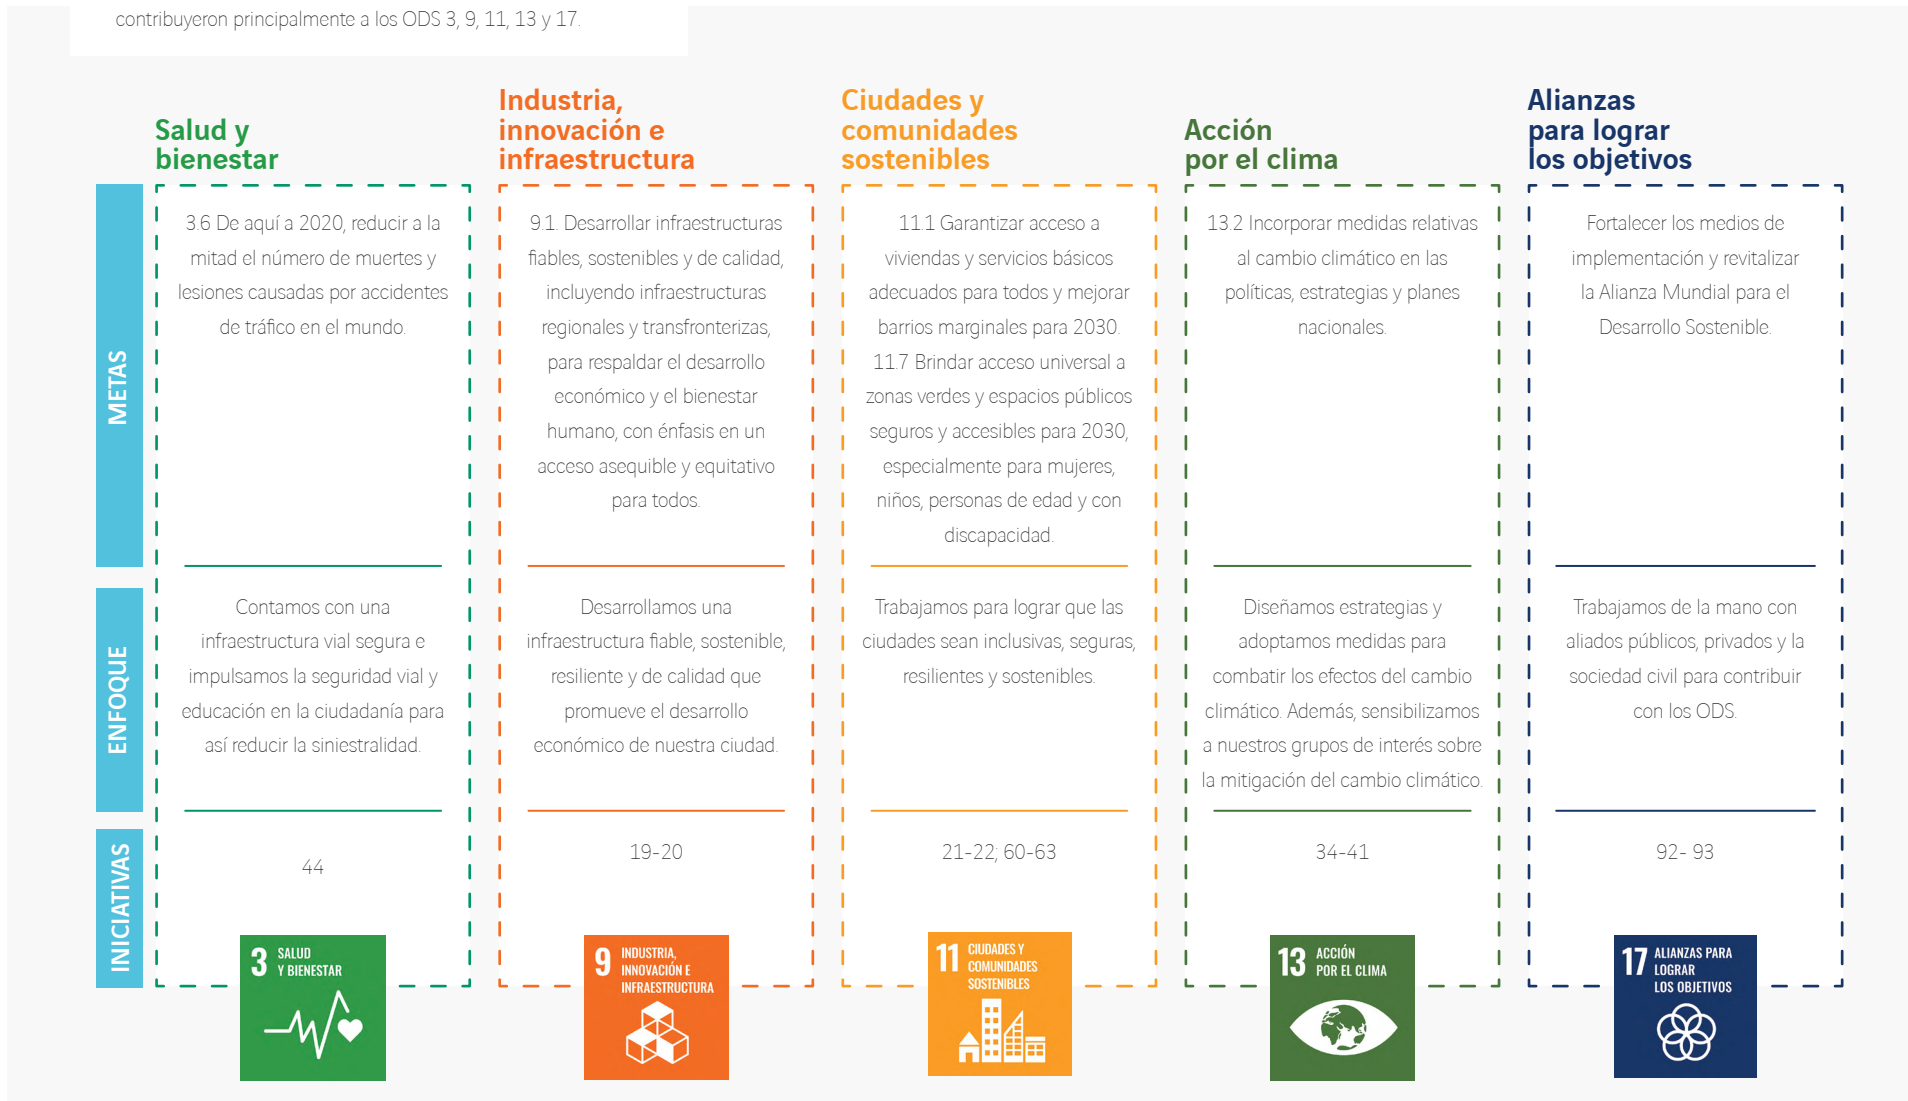 contribuyeron principalmente a los ODS 3, 9, 11, 13 y 17.
Salud y
bienestar
Industria,
innovación e
infraestructura
Ciudades y
comunidades
sostenibles
Acción
por el clima
Alianzas
para lograr
los objetivos
METAS
3.6 De aquí a 2020, reducir a la
mitad el número de muertes y
lesiones causadas por accidentes
de tráfico en el mundo.
9.1. Desarrollar infraestructuras
fiables, sostenibles y de calidad,
incluyendo infraestructuras
regionales y transfronterizas,
para respaldar el desarrollo
económico y el bienestar
humano, con énfasis en un
acceso asequible y equitativo
para todos.
11.1 Garantizar acceso a
viviendas y servicios básicos
adecuados para todos y mejorar
barrios marginales para 2030.
11.7 Brindar acceso universal a
zonas verdes y espacios públicos
seguros y accesibles para 2030,
especialmente para mujeres,
niños, personas de edad y con
discapacidad.
13.2 Incorporar medidas relativas
al cambio climático en las
políticas, estrategias y planes
nacionales.
Fortalecer los medios de
implementación y revitalizar
la Alianza Mundial para el
Desarrollo Sostenible.
ENFOQUE
Contamos con una
infraestructura vial segura e
impulsamos la seguridad vial y
educación en la ciudadanía para
así reducir la siniestralidad.
Desarrollamos una
infraestructura fiable, sostenible,
resiliente y de calidad que
promueve el desarrollo
económico de nuestra ciudad.
Trabajamos para lograr que las
ciudades sean inclusivas, seguras,
resilientes y sostenibles.
Diseñamos estrategias y
adoptamos medidas para
combatir los efectos del cambio
climático. Además, sensibilizamos
a nuestros grupos de interés sobre
la mitigación del cambio climático.
Trabajamos de la mano con
aliados públicos, privados y la
sociedad civil para contribuir
con los ODS.
INICIATIVAS
44
19-20
21-22; 60-63
34-41
92- 93
3 SALUD
Y BIENESTAR
9 INDUSTRIA,
INNOVACIÓN E
INFRAESTRUCTURA
11 CIUDADES Y
COMUNIDADES
SOSTENIBLES
13 ACCIÓN
POR EL CLIMA
17 ALIANZAS PARA
LOGRAR
LOS OBJETIVOS